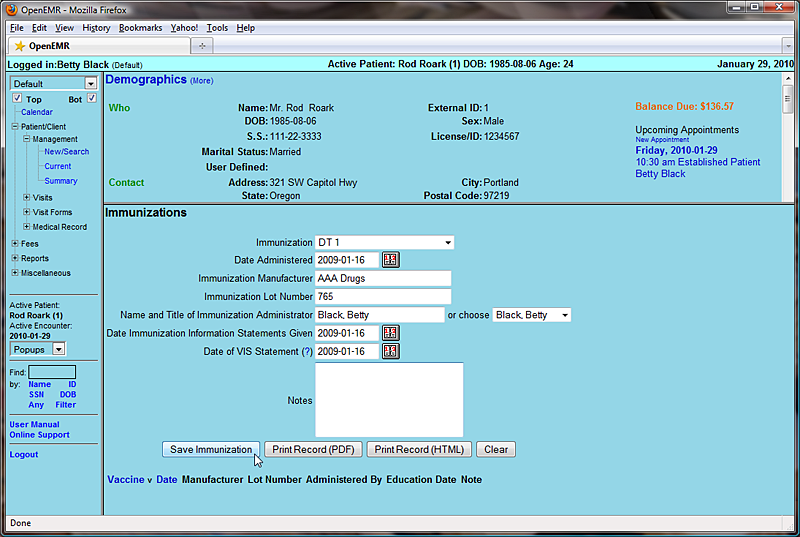 OpenEMR - Mozilla Firefox
File Edit View History Bookmarks Yahoo! Tools Help
OpenEMR
Logged in:Betty Black (Default) Active Patient: Rod Roark (1) DOB: 1985-08-06 Age: 24 January 29, 2010
Default
Top Bot
Calendar
Patient/Client
Management
New/Search
Current
Summary
Visits
Visit Forms
Medical Record
Fees
Reports
Miscellaneous
Active Patient:
Rod Roark (1)
Active Encounter:
2010-01-29
Popups
Find:
by: Name ID
SSN DOB
Any Filter
User Manual
Online Support
Logout
Demographics (More)
Who Name: Mr. Rod Roark External ID: 1
DOB: 1985-08-06 Sex: Male
S.S.: 111-22-3333 License/ID: 1234567
Marital Status: Married
User Defined:
Contact Address: 321 SW Capitol Hwy City: Portland
State: Oregon Postal Code: 97219
Balance Due: $136.57
Upcoming Appointments
New Appointment
Friday, 2010-01-29
10:30 am Established Patient
Betty Black
Immunizations
Immunization DT 1
Date Administered 2009-01-16
Immunization Manufacturer AAA Drugs
Immunization Lot Number 765
Name and Title of Immunization Administrator Black, Betty or choose Black, Betty
Date Immunization Information Statements Given 2009-01-16
Date of VIS Statement (?) 2009-01-16
Notes
Save Immunization Print Record (PDF) Print Record (HTML) Clear
Vaccine v Date Manufacturer Lot Number Administered By Education Date Note
Done